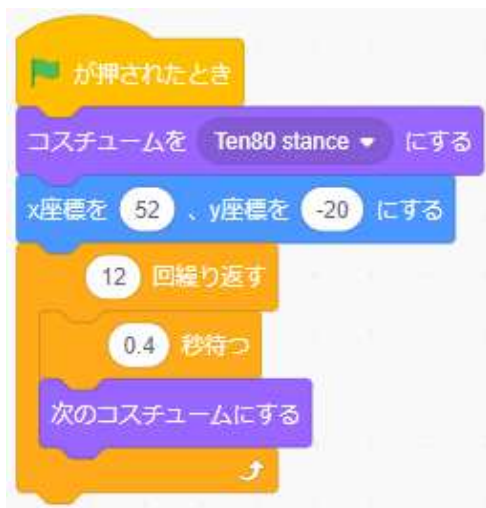 が押されたとき
コスチュームを Ten80 stance にする
x座標を 52 、y座標を -20 にする
12 回繰り返す
0.4 秒待つ
次のコスチュームにする